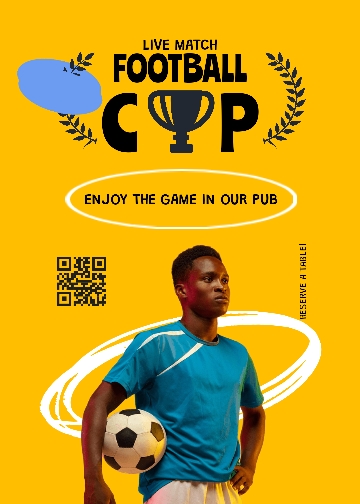 LIVE MATCH
FOOTBALL
CUP
ENJOY THE GAME IN OUR PUB
RESERVE A TABLE!